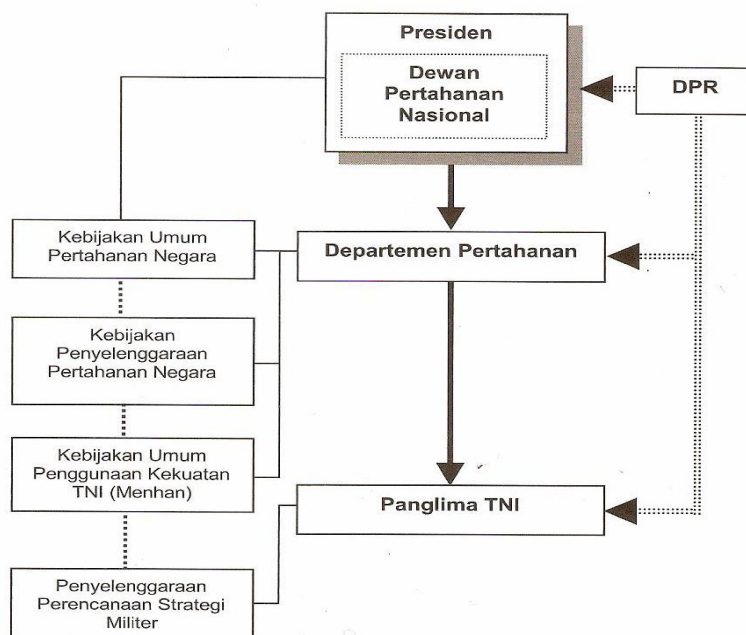 Presiden
Dewan
Pertahanan
Nasional
DPR
Kebijakan Umum
Pertahanan Negara
Departemen Pertahanan
Kebijakan
Penyelenggaraan
Pertahanan Negara
Kebijakan Umum
Penggunaan Kekuatan
TNI (Menhan)
Panglima TNI
Penyelenggaraan
Perencanaan Strategi
Militer